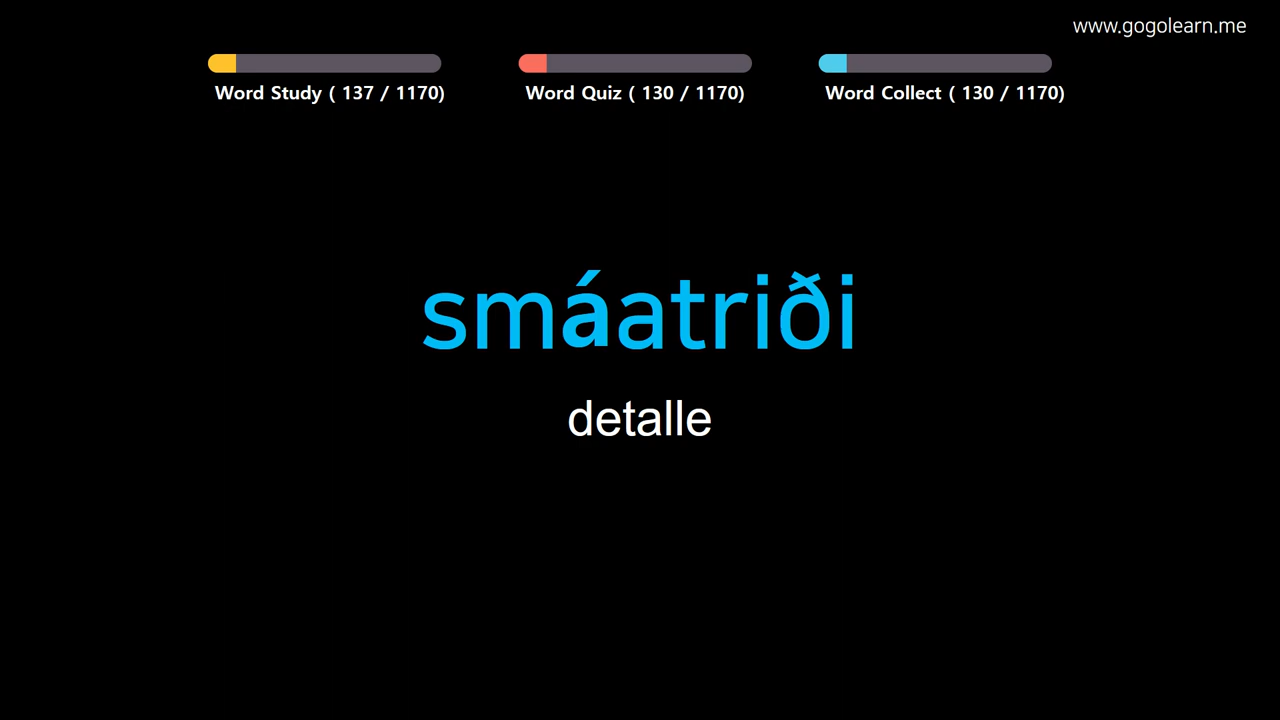 www.gogolearn.me
Word Study ( 137 / 1170)
Word Quiz ( 130 / 1170)
Word Collect ( 130 / 1170)
smáatriði
detalle